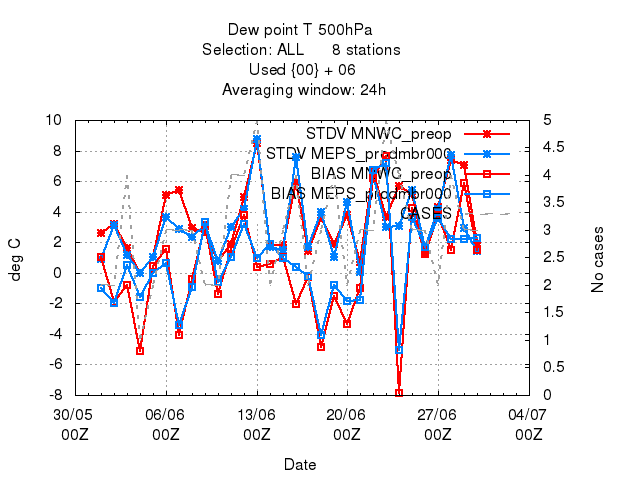 Dew point T 500hPa
Selection: ALL 8 stations
Used {00} + 06
Averaging window: 24h
10
8
6
4
2
0
-2
-4
-6
-8
5
4.5
4
3.5
3
2.5
2
1.5
1
0.5
0
STDV MNWC_preop
STDV MEPS_prodmbr000
BIAS MNWC_preop
BIAS MEPS_prodmbr000
CASES
deg C
No cases
30/05 06/06 13/06 20/06 27/06 04/07
00Z 00Z 00Z 00Z 00Z 00Z
Date